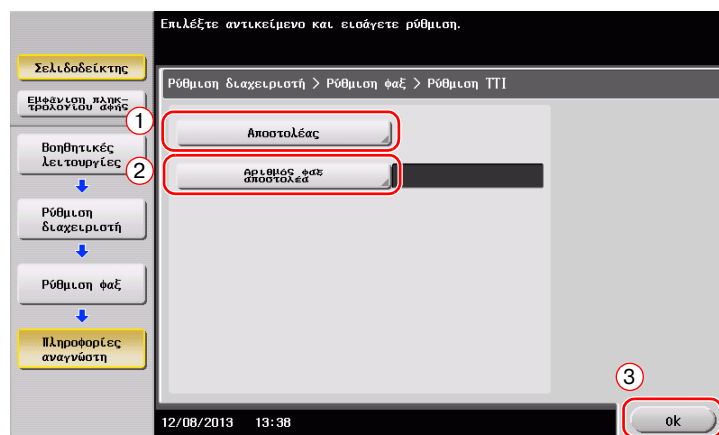 Επιλέξτε αντικείμενο και εισάγετε ρύθμιση.
Σελιδοδείκτης
Εμφάνιση πληκ-
τρολογίου αφής
Βοηθητικές
λειτουργίες
Ρύθμιση
διαχειριστή
Ρύθμιση φαξ
Πληροφορίες
αναγνώστη
Ρύθμιση διαχειριστή > Ρύθμιση φαξ > Ρύθμιση TTI
1
Αποστολέας
2
Αριθμός φαξ
αποστολέα
3
12/08/2013 13:38
ok